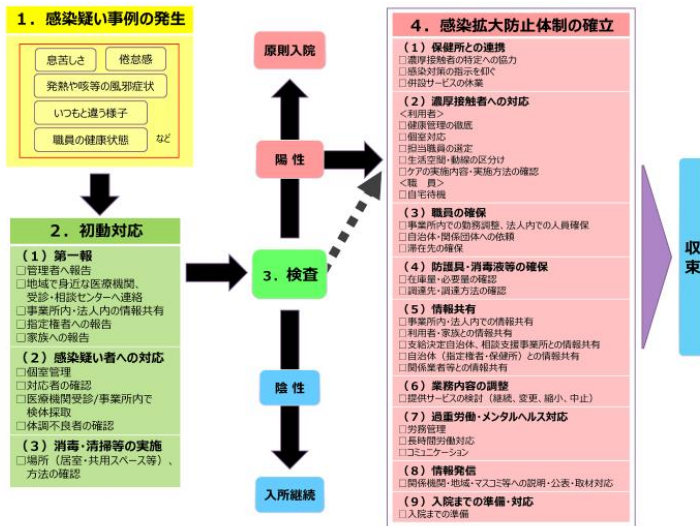 1．感染疑い事例の発生
息苦しさ
倦怠感
発熱や咳等の風邪症状
いつもと違う様子
職員の健康状態
など
2．初動対応
（1）第一報
□管理者へ報告
□地域で身近な医療機関、
受診・相談センターへ連絡
□事業所内・法人内の情報共有
□指定権者への報告
□家族への報告
（2）感染疑い者への対応
□個室管理
□対応者の確認
□医療機関受診/事業所内で
検体採取
□体調不良者の確認
（3）消毒・清掃等の実施
□場所（居室・共用スペース等）、
方法の確認
原則入院
陽 性
3．検査
陰 性
入所継続
4．感染拡大防止体制の確立
（1）保健所との連携
□濃厚接触者の特定への協力
□感染対策の指示を仰ぐ
□併設サービスの休業
（2）濃厚接触者への対応
<利用者>
□健康管理の徹底
□個室対応
□担当職員の選定
□生活空間・動線の区分け
□ケアの実施内容・実施方法の確認
<職 員>
□自宅待機
（3）職員の確保
□事業所内での勤務調整、法人内での人員確保
□自治体・関係団体への依頼
□滞在先の確保
（4）防護具・消毒液等の確保
□在庫量・必要量の確認
□調達先・調達方法の確認
（5）情報共有
□事業所内・法人内での情報共有
□利用者・家族との情報共有
□支給決定自治体、相談支援事業所との情報共有
□自治体（指定権者・保健所）との情報共有
□関係業者等との情報共有
（6）業務内容の調整
□提供サービスの検討（継続、変更、縮小、中止）
（7）過重労働・メンタルヘルス対応
□労務管理
□長時間労働対応
□コミュニケーション
（8）情報発信
□関係機関・地域・マスコミ等への説明・公表・取材対応
（9）入院までの準備・対応
□入院までの準備
収束